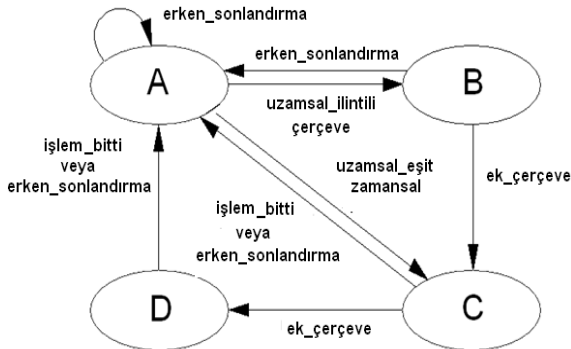 erken_sonlandırma
erken_sonlandırma
A
B
uzamsal_ilintili
çerçeve
işlem_bitti
veya
erken_sonlandırma
uzamsal_eşit
zamansal
ek_çerçeve
işlem_bitti
veya
erken_sonlandırma
D
C
ek_çerçeve